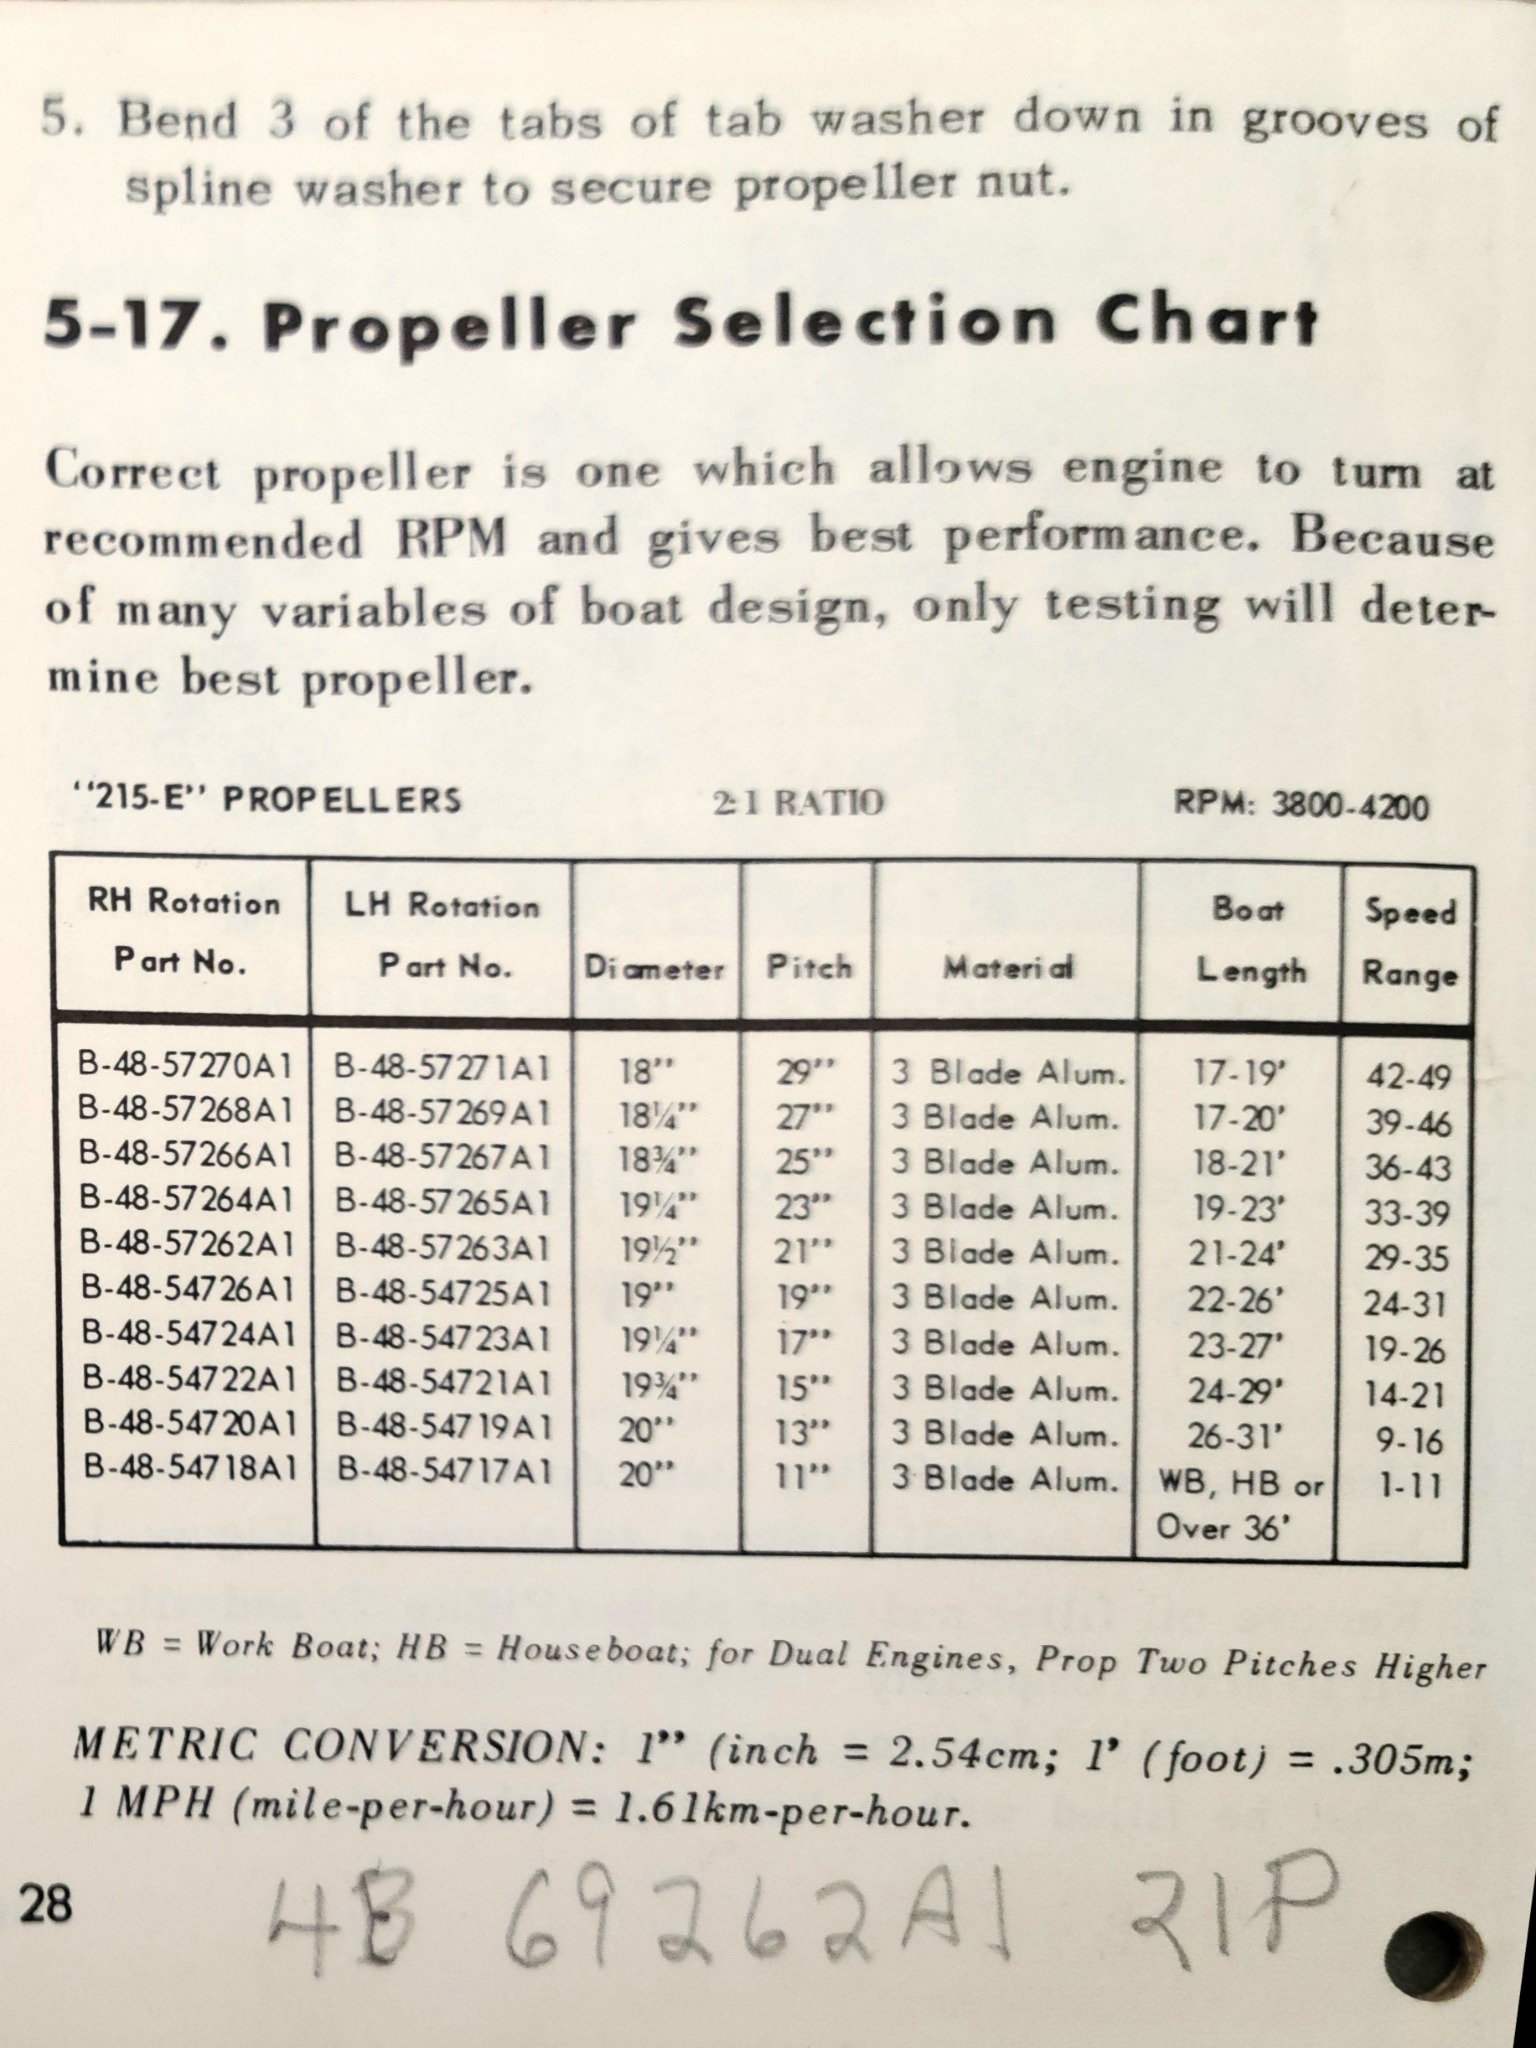 5. Bend 3 of the tabs of tab washer down in grooves of
spline washer to secure propeller nut.
5-17. Propeller Selection Chart
Correct propeller is one which allows engine to turn at
recommended RPM and gives best performance. Because
of many variables of boat design, only testing will deter-
mine best propeller.
"215-E" PROPELLERS 2:1 RATIO RPM: 3800-4200
RH Rotation Part No. LH Rotation Part No. Diameter Pitch Material Boat Length Speed Range
B-48-57270A1 B-48-57271A1 18" 29" 3 Blade Alum. 17-19' 42-49
B-48-57268A1 B-48-57269A1 18¼" 27" 3 Blade Alum. 17-20' 39-46
B-48-57266A1 B-48-57267A1 18¾" 25" 3 Blade Alum. 18-21' 36-43
B-48-57264A1 B-48-57265A1 19¼" 23" 3 Blade Alum. 19-23' 33-39
B-48-57262A1 B-48-57263A1 19½" 21" 3 Blade Alum. 21-24' 29-35
B-48-54726A1 B-48-54725A1 19" 19" 3 Blade Alum. 22-26' 24-31
B-48-54724A1 B-48-54723A1 19¼" 17" 3 Blade Alum. 23-27' 19-26
B-48-54722A1 B-48-54721A1 19¾" 15" 3 Blade Alum. 24-29' 14-21
B-48-54720A1 B-48-54719A1 20" 13" 3 Blade Alum. 26-31' 9-16
B-48-54718A1 B-48-54717A1 20" 11" 3 Blade Alum. WB, HB or 1-11
Over 36'
WB = Work Boat; HB = Houseboat; for Dual Engines, Prop Two Pitches Higher
METRIC CONVERSION: 1" (inch = 2.54cm; 1' (foot) = .305m;
1 MPH (mile-per-hour) = 1.61km-per-hour.
28 69262A1 21P